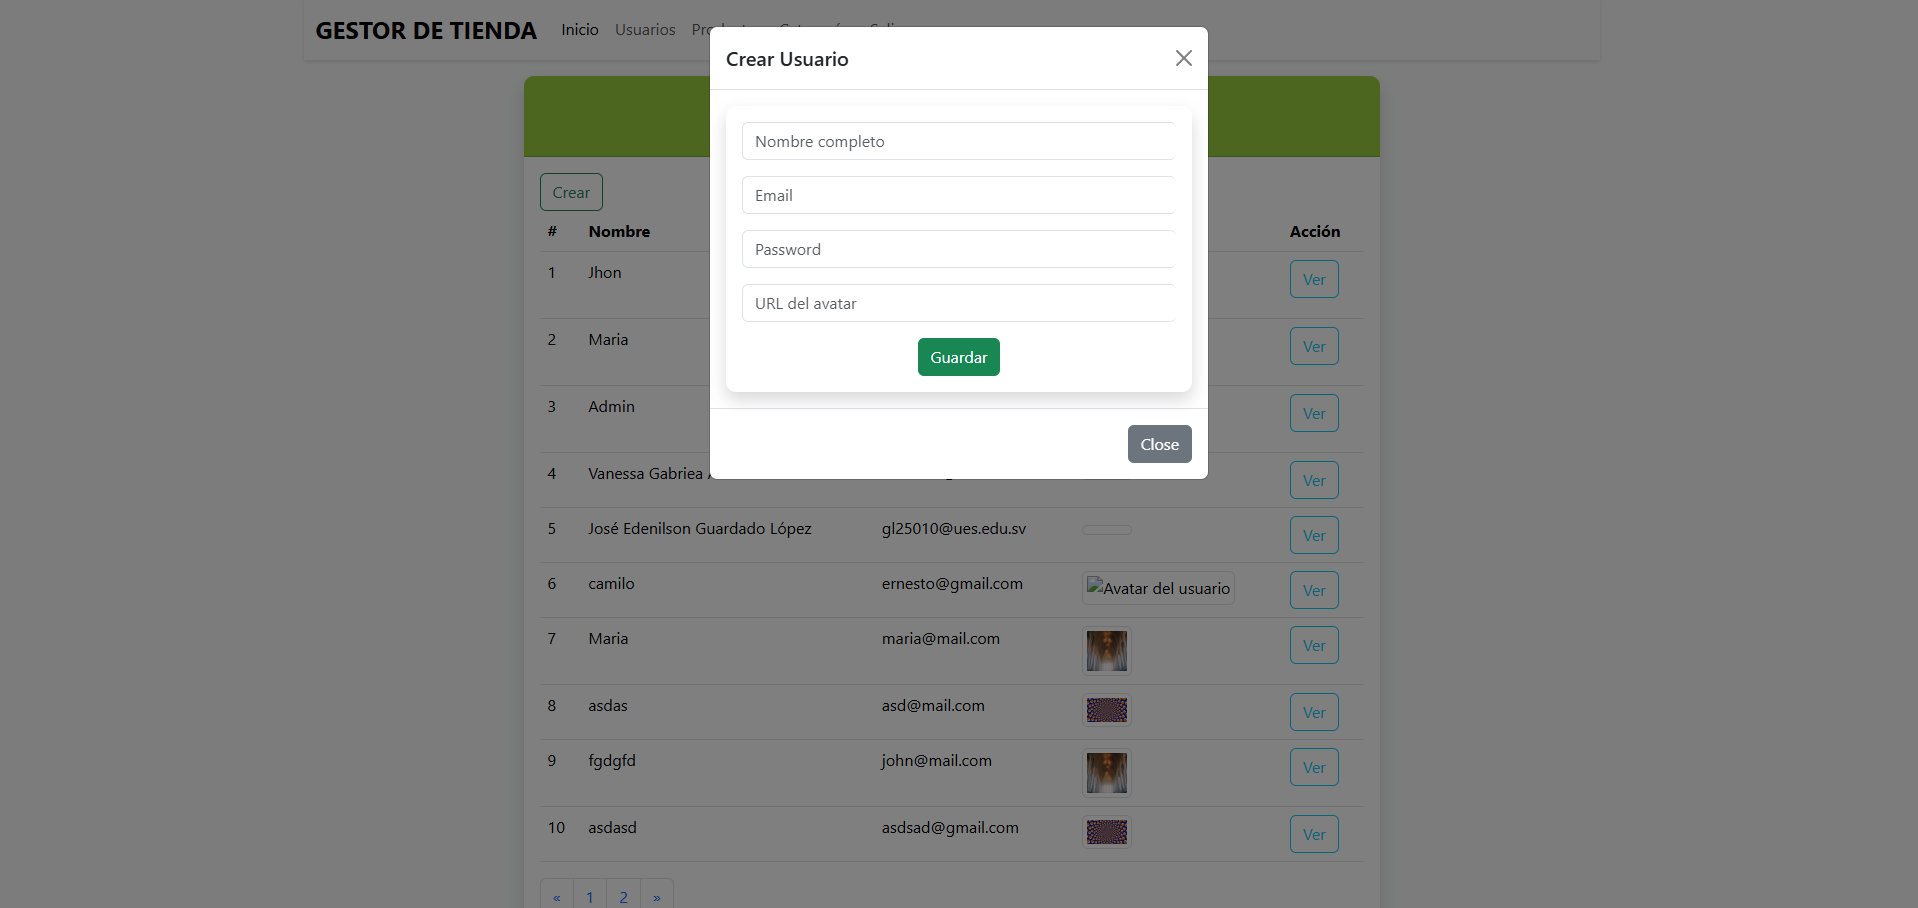 GESTOR DE TIENDA Inicio Usuarios
Crear Usuario
Nombre completo
Email
Password
URL del avatar
Guardar
Close
Crear
# Nombre Acción
1 Jhon Ver
2 Maria Ver
3 Admin Ver
4 Vanessa Gabriea Ver
5 José Edenilson Guardado López gl25010@ues.edu.sv Ver
6 camilo ernesto@gmail.com Avatar del usuario Ver
7 Maria maria@mail.com Ver
8 asdas asd@mail.com Ver
9 fgdgfd john@mail.com Ver
10 asdasd asdsad@gmail.com Ver
« 1 2 »